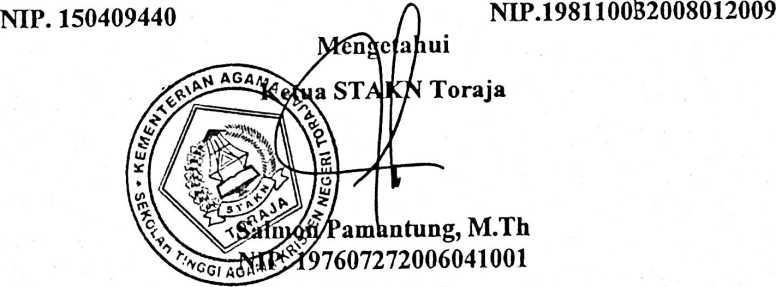 NIP. 150409440
NIP.198110032008012009
Mengetahui
Ketua STAKN Toraja
KEMENTERIAN AGAMA
SEKOLAH TINGGI AGAMA KRISTEN NEGERI TORAJA
STAKN
TORAJA
Salmon Pamantung, M.Th
NIP. 197607272006041001